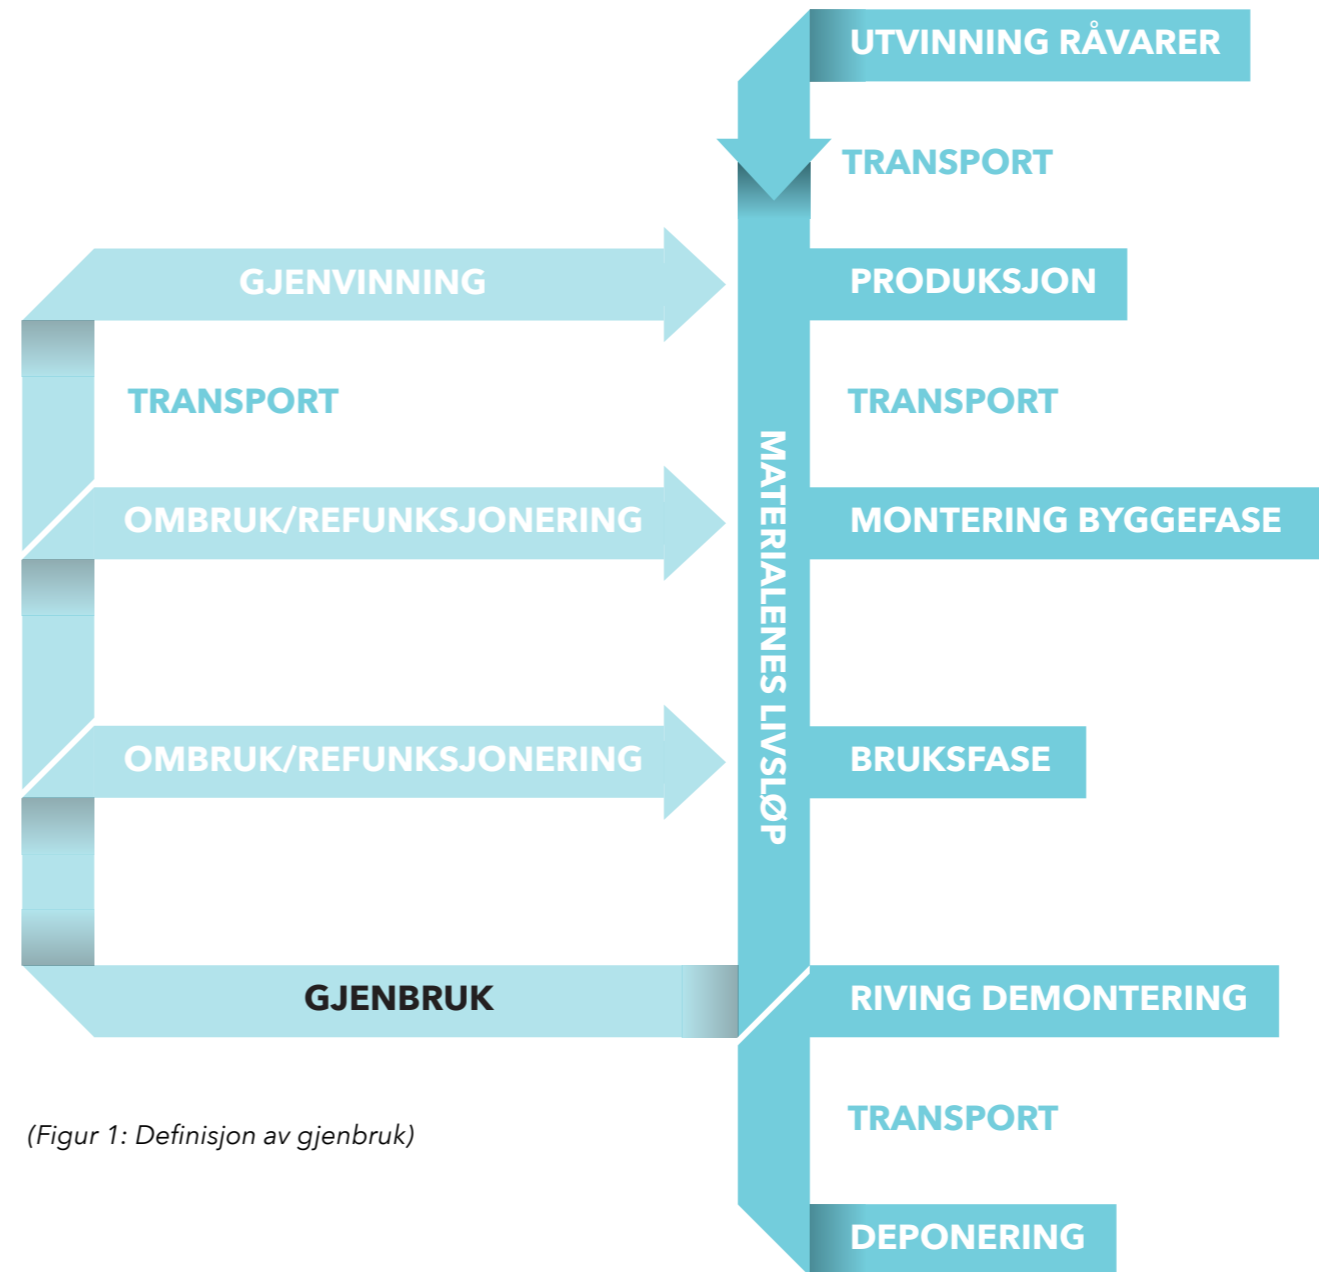 UTVINNING RÅVARER
TRANSPORT
GJENVINNING
PRODUKSJON
TRANSPORT
TRANSPORT
OMBRUK/REFUNKSJONERING
MONTERING BYGGEFASE
MATERIALENES LIVSLØP
OMBRUK/REFUNKSJONERING
BRUKSFASE
GJENBRUK
RIVING DEMONTERING
TRANSPORT
(Figur 1: Definisjon av gjenbruk)
DEPONERING